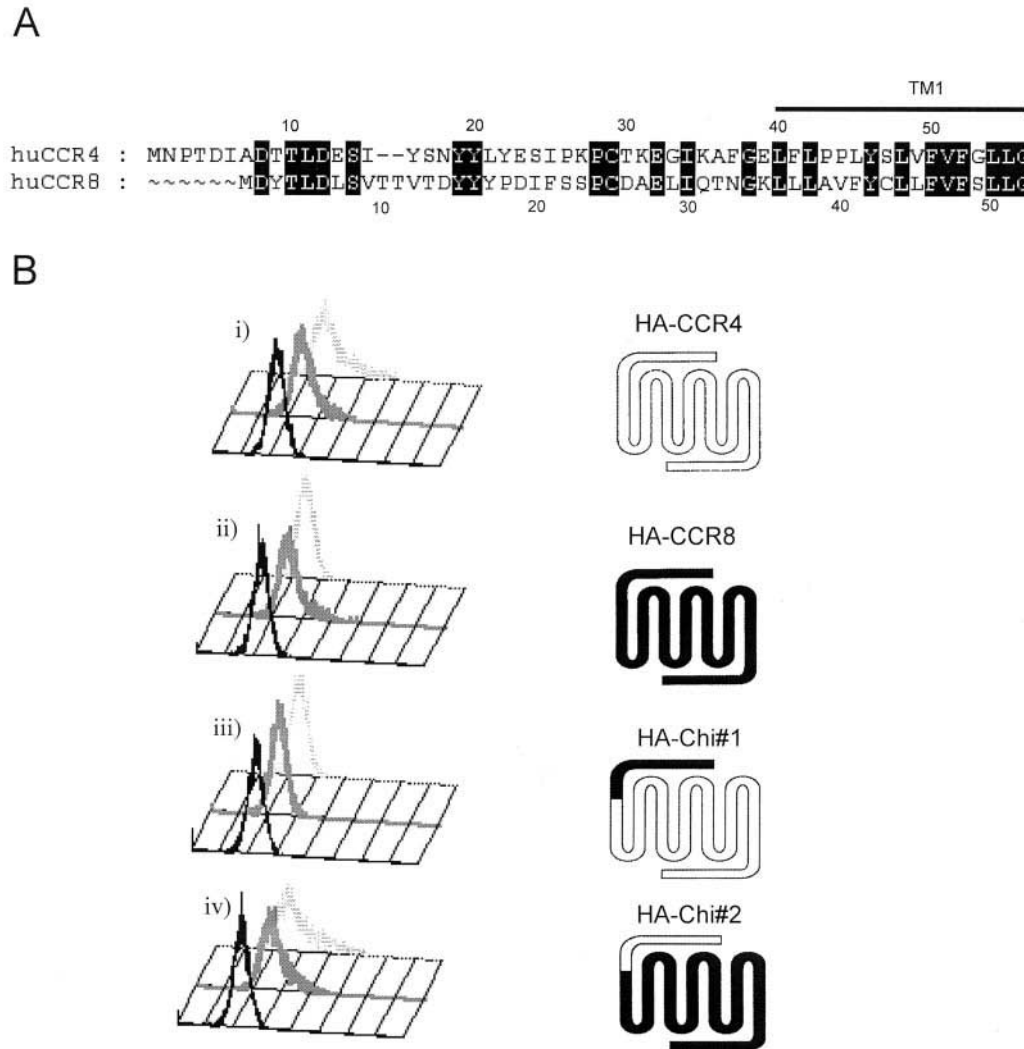 A
TM1
10 20 30 40 50
huCCR4 : MNPTDIADTTLDESI--YSNYYLYESIPKPCTKEGIKAFGELFLPPLYSLVFVFGLLG
huCCR8 : ~~~~~~MDYTLDLSVTTVTDYYYPDIFSSPCDAELIQTNGKLLLAVFYCLLFVFSLLG
10 20 30 40 50
B
i)
HA-CCR4
ii)
HA-CCR8
iii)
HA-Chi#1
iv)
HA-Chi#2